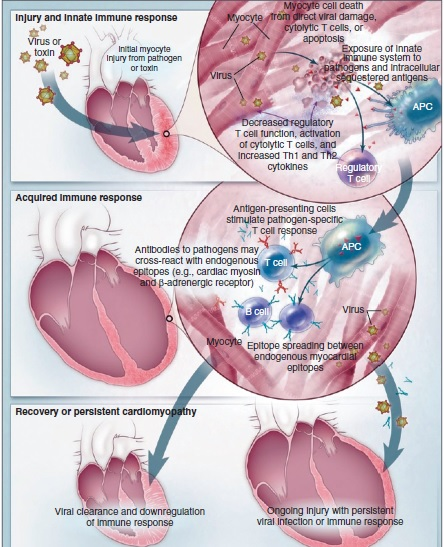 Injury and innate immune response
Virus or
toxin
Initial myocyte
injury from pathogen
or toxin
Myocyte
Myocyte cell death
from direct viral damage,
cytolytic T cells, or
apoptosis
Virus
Exposure of innate
immune system to
pathogens and intracellular
sequestered antigens
APC
Decreased regulatory
T cell function, activation
of cytolytic T cells, and
increased Th1 and Th2
cytokines
Regulatory
T cell
Acquired immune response
Antigen-presenting cells
stimulate pathogen-specific
T cell response
APC
Antibodies to pathogens may
cross-react with endogenous
epitopes (e.g., cardiac myosin
and β-adrenergic receptor)
T cell
B cell
Virus
Myocyte
Epitope spreading between
endogenous myocardial
epitopes
Recovery or persistent cardiomyopathy
Viral clearance and downregulation
of immune response
Ongoing injury with persistent
viral infection or immune response